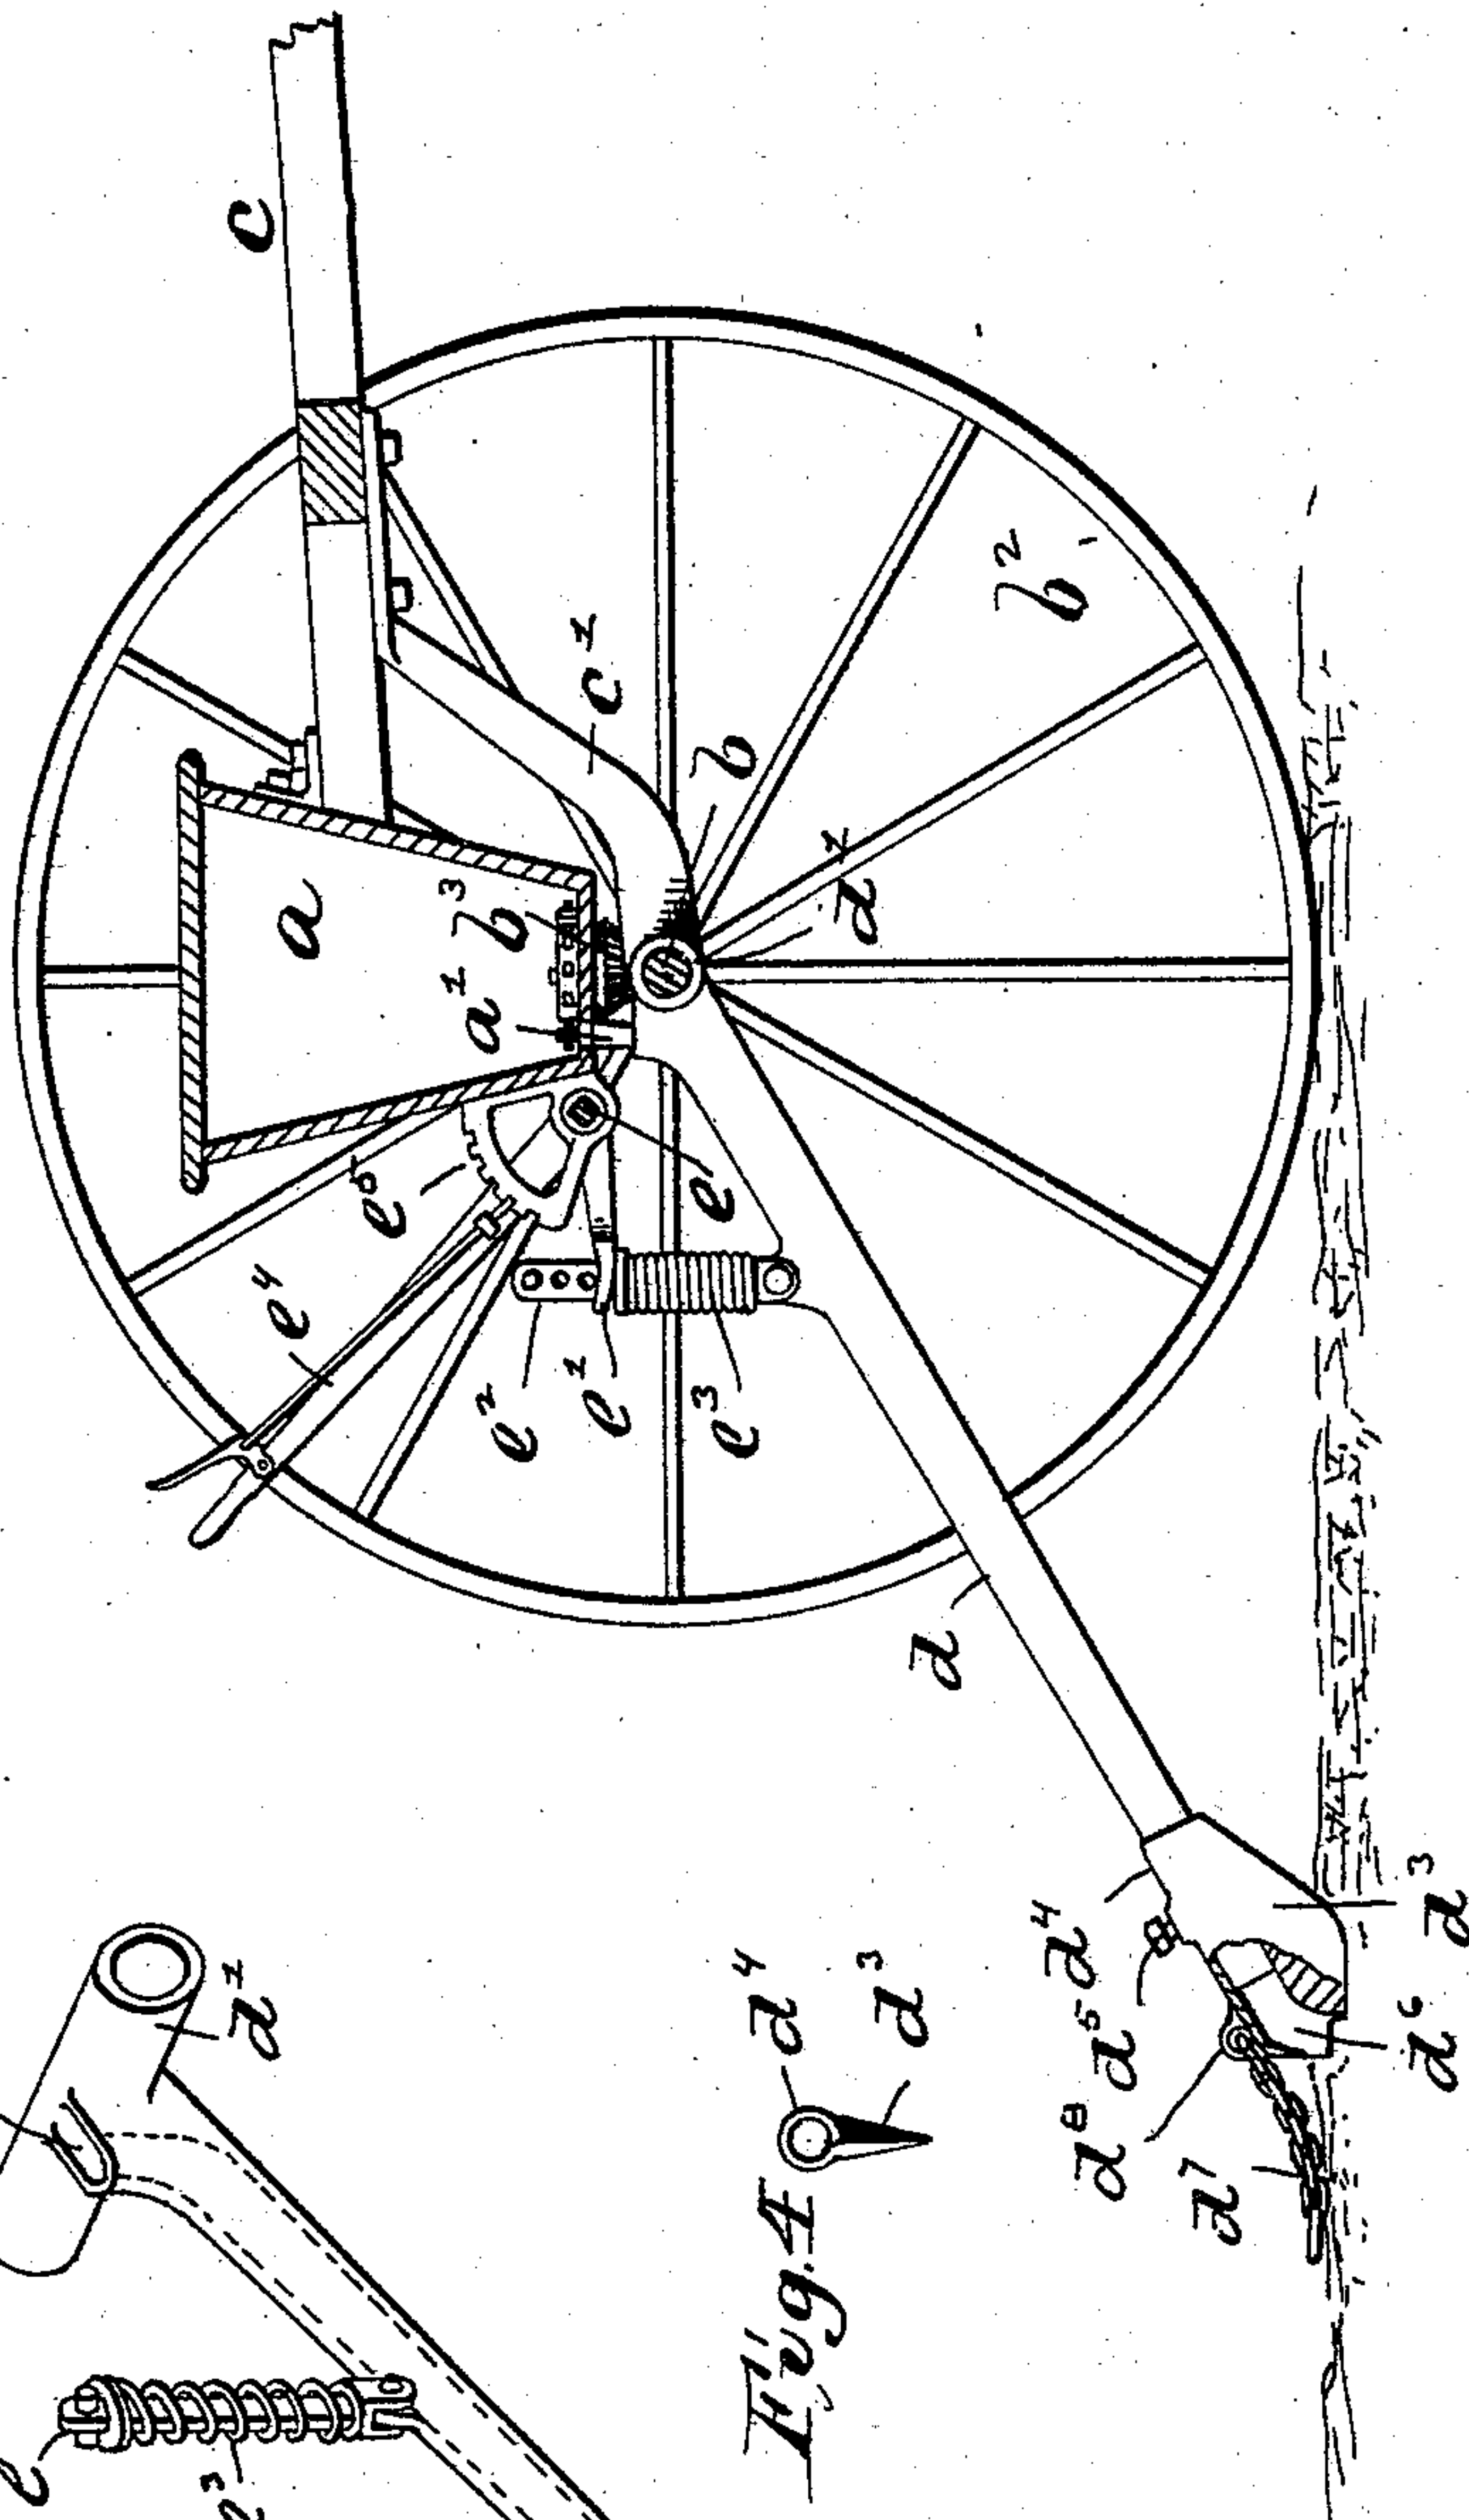 c
c¹
b²
b
a
b³
d¹
a¹
e⁵
e
e⁴
e²
e¹
e³
d
d⁴
d³
d⁵
d⁶
d⁸
d⁷
d¹
d⁴
d³
Fig. 4
e³